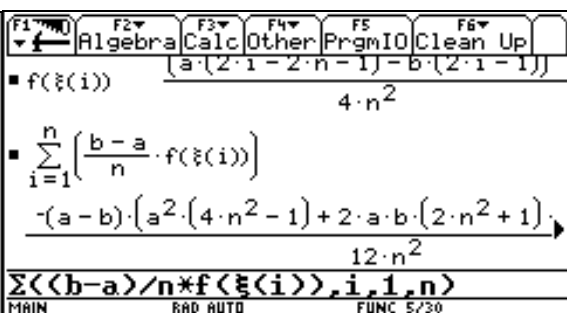 F1 F2 F3 F4 F5 F6
Algebra Calc Other PrgmIO Clean Up
▪ f(ξ(i)) (a·(2·i − 2·n − 1) − b·(2·i − 1))
4·n²
n
▪ Σ ( (b − a)/n · f(ξ(i)) )
i=1
-(a − b)·(a²·(4·n² − 1) + 2·a·b·(2·n² + 1)·
12·n²
Σ((b-a)/n*f(ξ(i)),i,1,n)
MAIN RAD AUTO FUNC 5/30